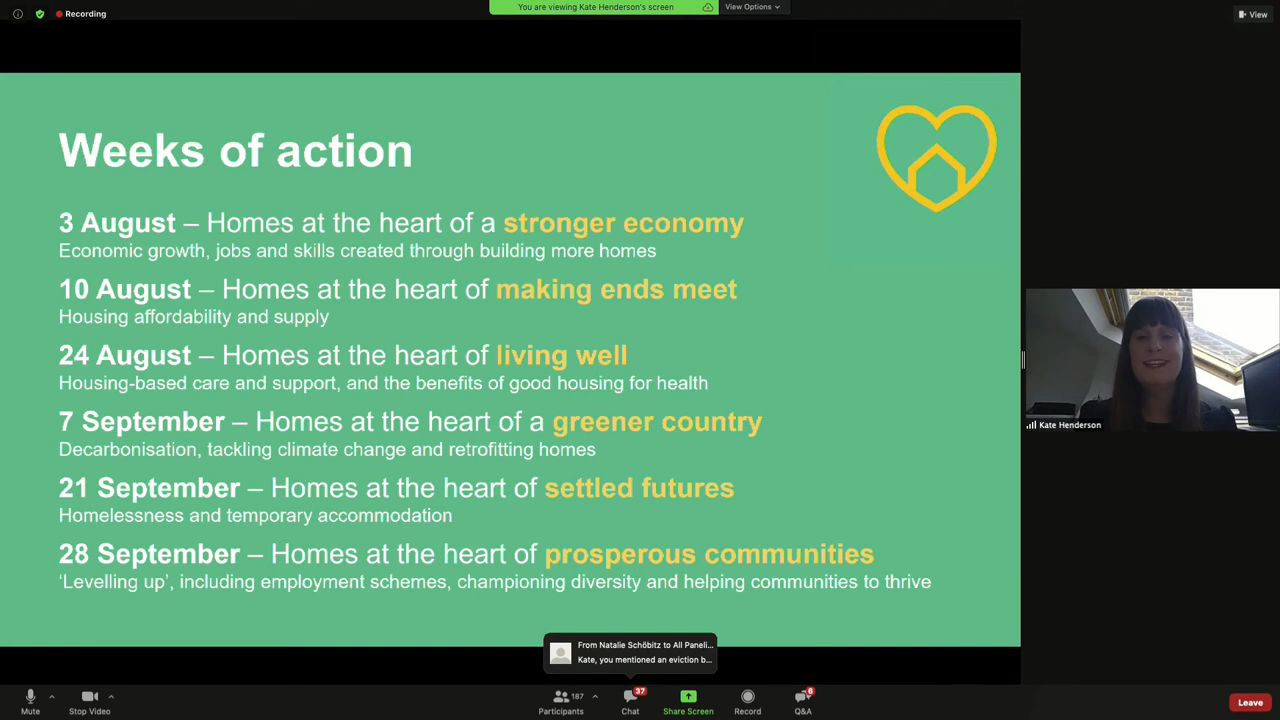 Recording
You are viewing Kate Henderson's screen
View Options
View
Weeks of action
3 August – Homes at the heart of a stronger economy
Economic growth, jobs and skills created through building more homes
10 August – Homes at the heart of making ends meet
Housing affordability and supply
24 August – Homes at the heart of living well
Housing-based care and support, and the benefits of good housing for health
7 September – Homes at the heart of a greener country
Decarbonisation, tackling climate change and retrofitting homes
21 September – Homes at the heart of settled futures
Homelessness and temporary accommodation
28 September – Homes at the heart of prosperous communities
‘Levelling up’, including employment schemes, championing diversity and helping communities to thrive
Kate Henderson
From Natalie Schöbitz to All Paneli...
Kate, you mentioned an eviction b...
Mute
Stop Video
187
Participants
37
Chat
Share Screen
Record
6
Q&A
Leave